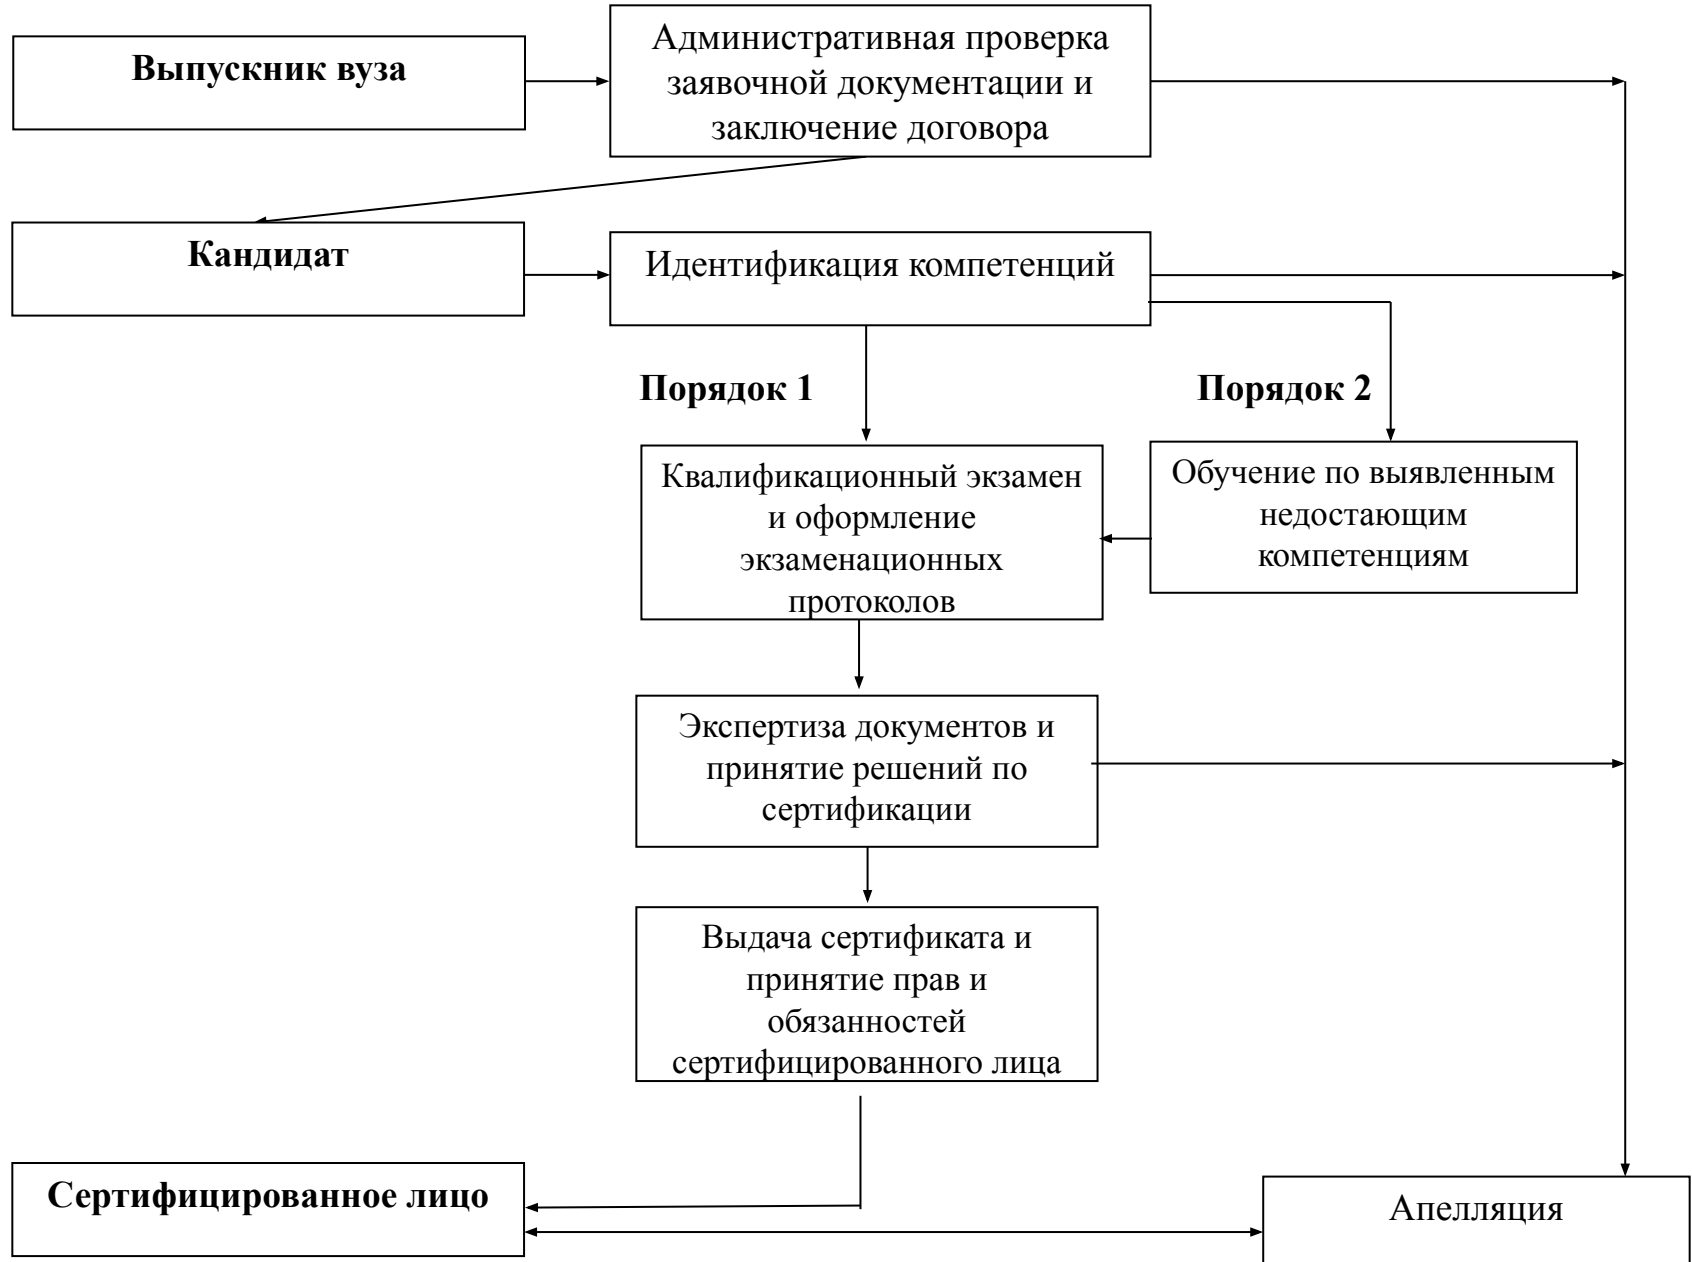 Выпускник вуза
Административная проверка
заявочной документации и
заключение договора
Кандидат
Идентификация компетенций
Порядок 1
Порядок 2
Квалификационный экзамен
и оформление
экзаменационных
протоколов
Обучение по выявленным
недостающим
компетенциям
Экспертиза документов и
принятие решений по
сертификации
Выдача сертификата и
принятие прав и
обязанностей
сертифицированного лица
Сертифицированное лицо
Апелляция